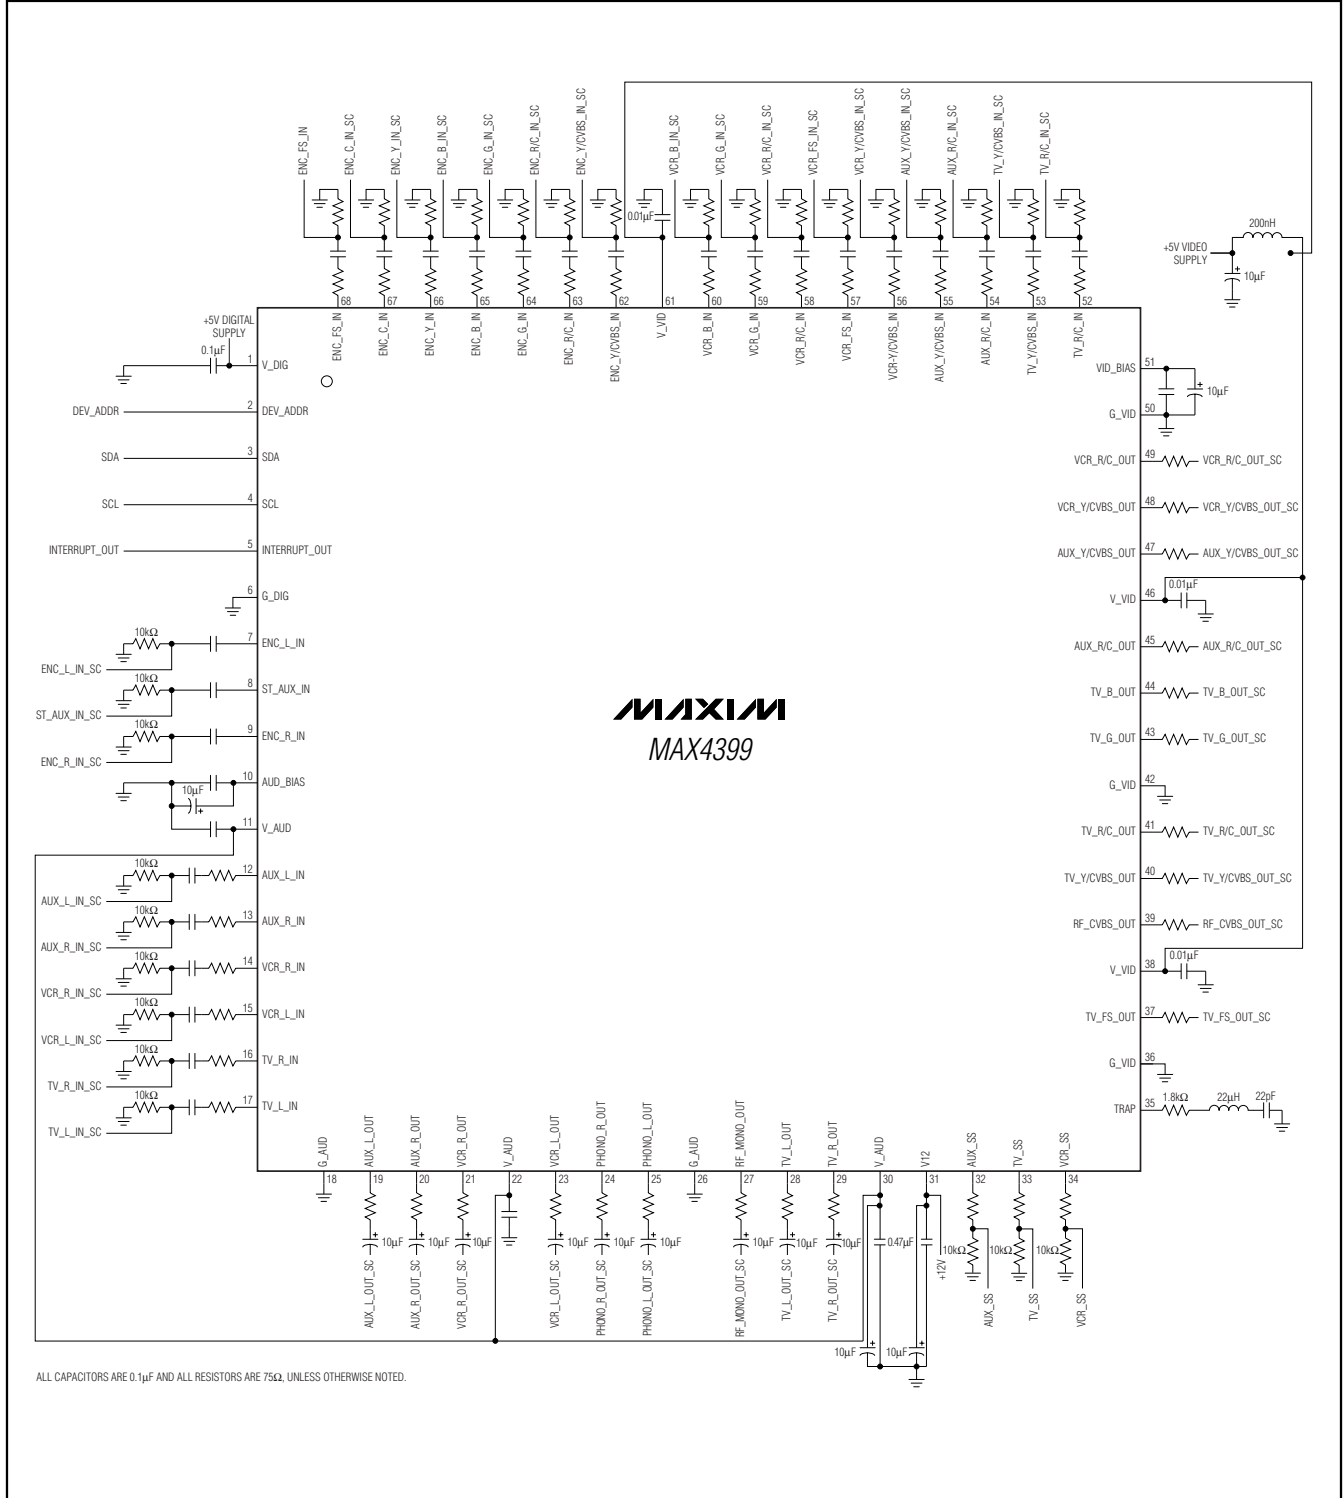 ENC_FS_IN
ENC_C_IN_SC
ENC_Y_IN_SC
ENC_B_IN_SC
ENC_G_IN_SC
ENC_R/C_IN_SC
ENC_Y/CVBS_IN_SC
VCR_B_IN_SC
VCR_G_IN_SC
VCR_R/C_IN_SC
VCR_FS_IN_SC
VCR_Y/CVBS_IN_SC
AUX_Y/CVBS_IN_SC
AUX_R/C_IN_SC
TV_Y/CVBS_IN_SC
TV_R/C_IN_SC
0.01µF
200nH
+5V VIDEO
SUPPLY
10µF
68 67 66 65 64 63 62 61 60 59 58 57 56 55 54 53 52
ENC_FS_IN
ENC_C_IN
ENC_Y_IN
ENC_B_IN
ENC_G_IN
ENC_R/C_IN
ENC_Y/CVBS_IN
V_VID
VCR_B_IN
VCR_G_IN
VCR_R/C_IN
VCR_FS_IN
VCR-Y/CVBS_IN
AUX_Y/CVBS_IN
AUX_R/C_IN
TV_Y/CVBS_IN
TV_R/C_IN
+5V DIGITAL
SUPPLY
0.1µF
1 V_DIG
DEV_ADDR 2 DEV_ADDR
SDA 3 SDA
SCL 4 SCL
INTERRUPT_OUT 5 INTERRUPT_OUT
6 G_DIG
10kΩ
7 ENC_L_IN
ENC_L_IN_SC
10kΩ
8 ST_AUX_IN
ST_AUX_IN_SC
10kΩ
9 ENC_R_IN
ENC_R_IN_SC
10 AUD_BIAS
10µF
+
11 V_AUD
10kΩ
12 AUX_L_IN
AUX_L_IN_SC
10kΩ
13 AUX_R_IN
AUX_R_IN_SC
10kΩ
14 VCR_R_IN
VCR_R_IN_SC
10kΩ
15 VCR_L_IN
VCR_L_IN_SC
10kΩ
16 TV_R_IN
TV_R_IN_SC
10kΩ
17 TV_L_IN
TV_L_IN_SC
MAXIM
MAX4399
VID_BIAS 51
10µF
G_VID 50
VCR_R/C_OUT 49 VCR_R/C_OUT_SC
VCR_Y/CVBS_OUT 48 VCR_Y/CVBS_OUT_SC
AUX_Y/CVBS_OUT 47 AUX_Y/CVBS_OUT_SC
V_VID 46 0.01µF
AUX_R/C_OUT 45 AUX_R/C_OUT_SC
TV_B_OUT 44 TV_B_OUT_SC
TV_G_OUT 43 TV_G_OUT_SC
G_VID 42
TV_R/C_OUT 41 TV_R/C_OUT_SC
TV_Y/CVBS_OUT 40 TV_Y/CVBS_OUT_SC
RF_CVBS_OUT 39 RF_CVBS_OUT_SC
V_VID 38 0.01µF
TV_FS_OUT 37 TV_FS_OUT_SC
G_VID 36
TRAP 35 1.8kΩ 22µH 22pF
G_AUD
AUX_L_OUT
AUX_R_OUT
VCR_R_OUT
V_AUD
VCR_L_OUT
PHONO_R_OUT
PHONO_L_OUT
G_AUD
RF_MONO_OUT
TV_L_OUT
TV_R_OUT
V_AUD
V12
AUX_SS
TV_SS
VCR_SS
18 19 20 21 22 23 24 25 26 27 28 29 30 31 32 33 34
10µF 10µF 10µF 10µF 10µF 10µF 10µF 10µF 10µF 0.47µF
10kΩ 10kΩ 10kΩ
+12V
AUX_L_OUT_SC
AUX_R_OUT_SC
VCR_R_OUT_SC
VCR_L_OUT_SC
PHONO_R_OUT_SC
PHONO_L_OUT_SC
RF_MONO_OUT_SC
TV_L_OUT_SC
TV_R_OUT_SC
AUX_SS
TV_SS
VCR_SS
10µF 10µF
ALL CAPACITORS ARE 0.1µF AND ALL RESISTORS ARE 75Ω, UNLESS OTHERWISE NOTED.